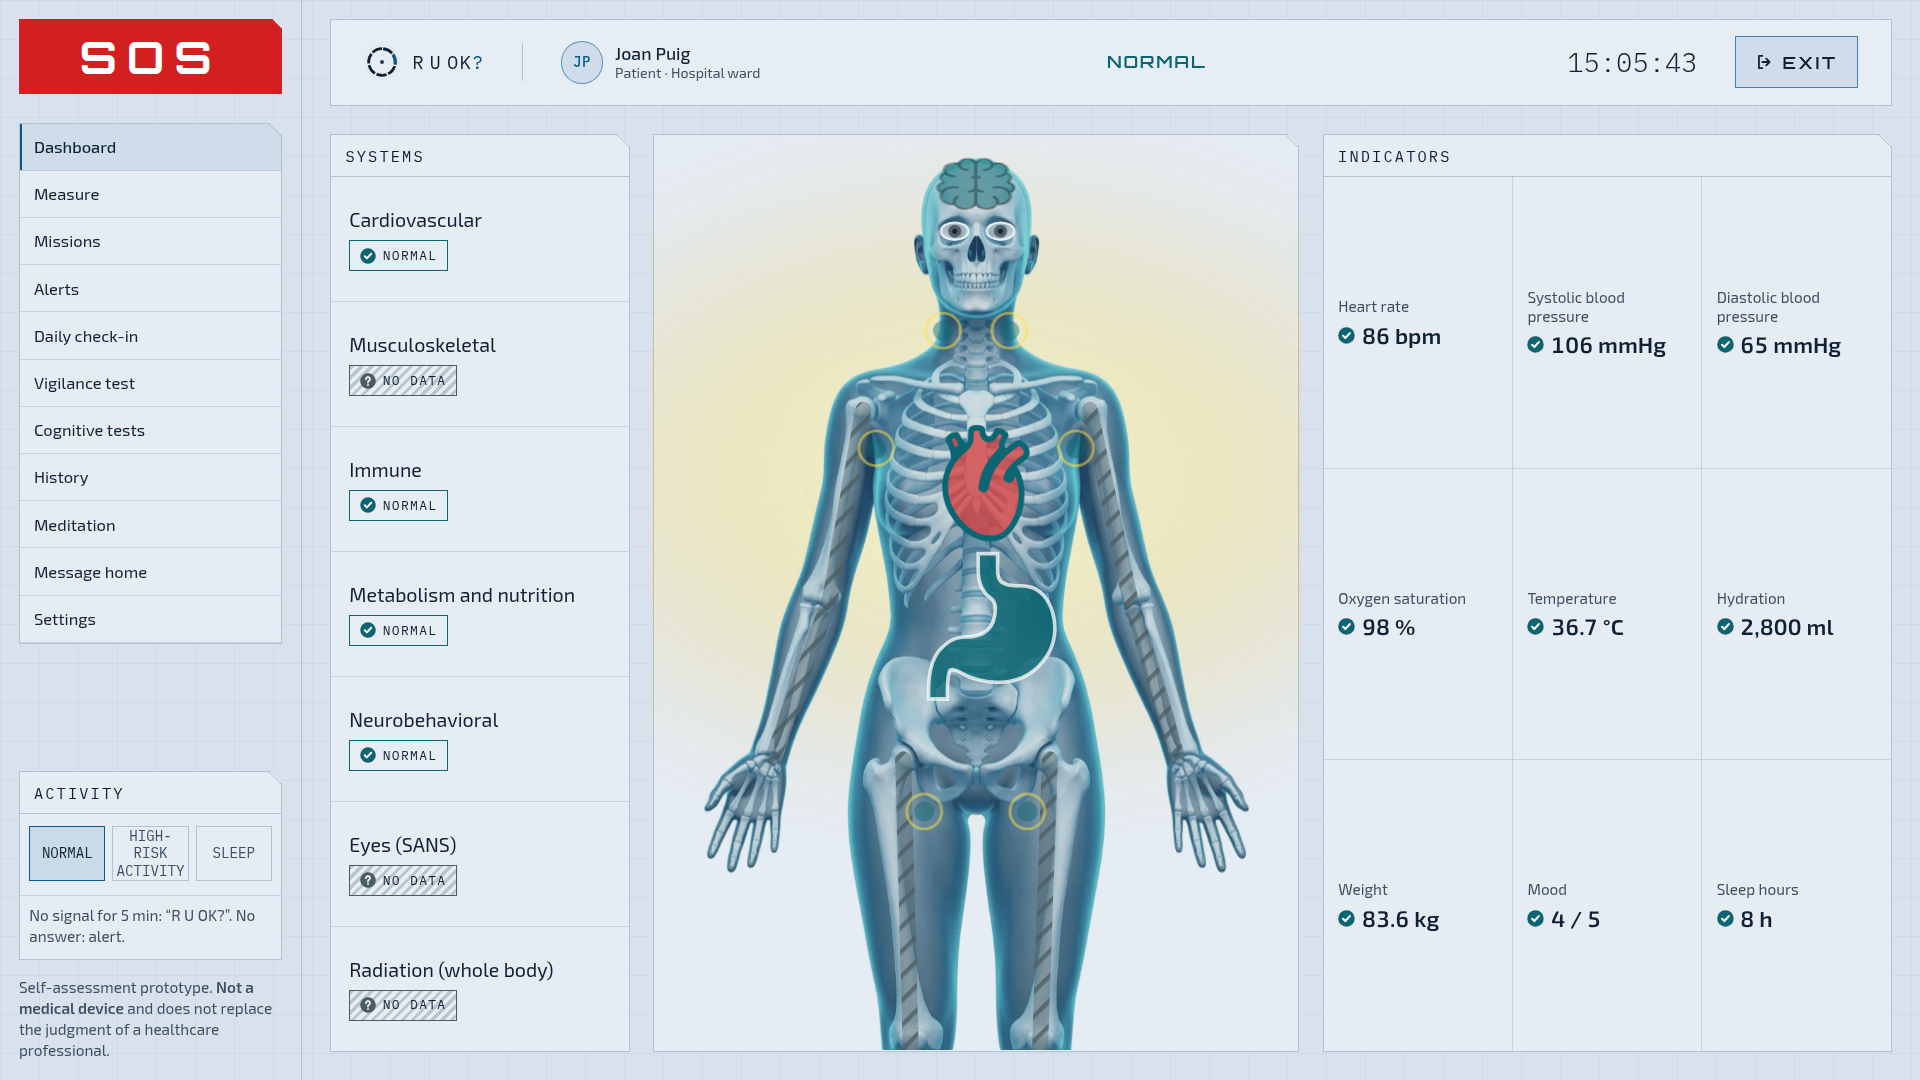 SOS
Dashboard
Measure
Missions
Alerts
Daily check-in
Vigilance test
Cognitive tests
History
Meditation
Message home
Settings
ACTIVITY
NORMAL
HIGH-
RISK
ACTIVITY
SLEEP
No signal for 5 min: “R U OK?”. No
answer: alert.
Self-assessment prototype. Not a
medical device and does not replace
the judgment of a healthcare
professional.
R U OK?
JP
Joan Puig
Patient · Hospital ward
NORMAL
15:05:43
EXIT
SYSTEMS
Cardiovascular
NORMAL
Musculoskeletal
? NO DATA
Immune
NORMAL
Metabolism and nutrition
NORMAL
Neurobehavioral
NORMAL
Eyes (SANS)
? NO DATA
Radiation (whole body)
? NO DATA
INDICATORS
Heart rate
86 bpm
Systolic blood
pressure
106 mmHg
Diastolic blood
pressure
65 mmHg
Oxygen saturation
98 %
Temperature
36.7 °C
Hydration
2,800 ml
Weight
83.6 kg
Mood
4 / 5
Sleep hours
8 h